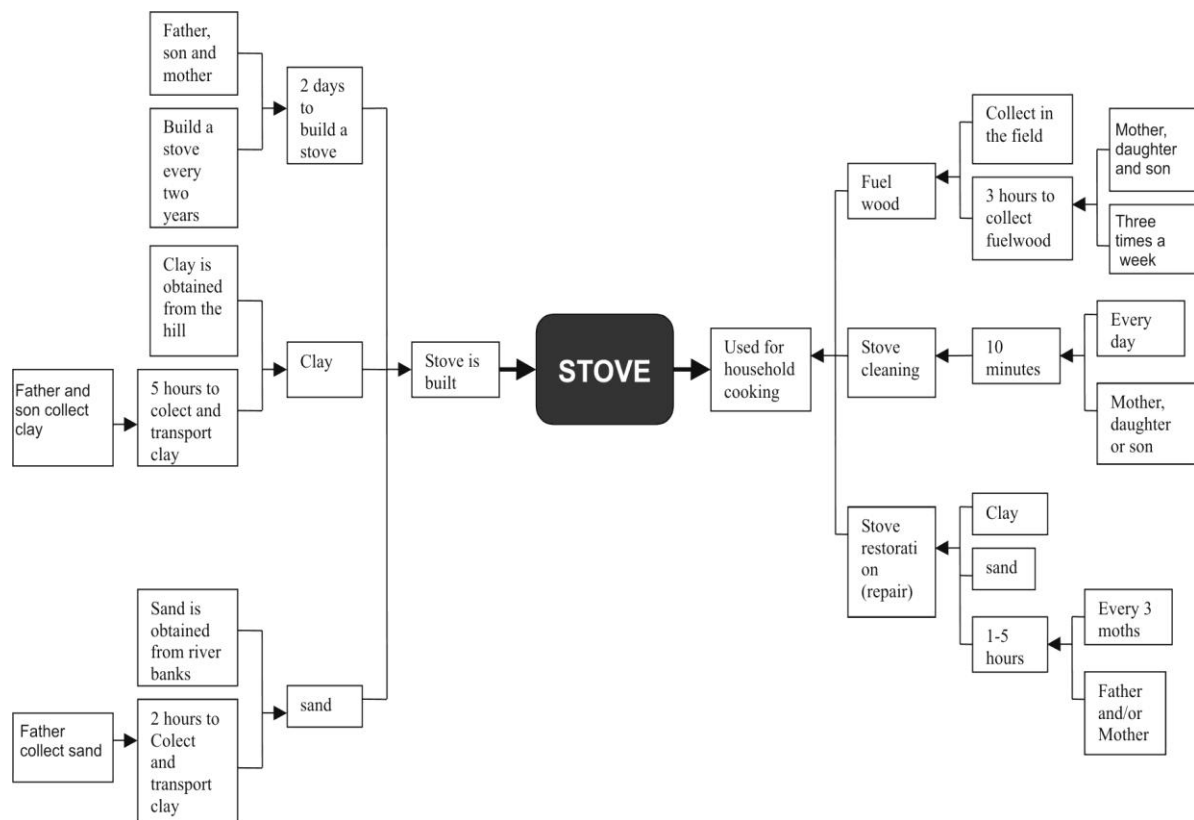 Father,
son and
mother
Build a
stove
every
two
years
2 days
to
build a
stove
Clay is
obtained
from the
hill
Father and
son collect
clay
5 hours to
colect and
transport
clay
Clay
Sand is
obtained
from river
banks
Father
collect sand
2 hours to
Colect
and
transport
clay
sand
Stove is
built
STOVE
Used for
household
cooking
Fuel
wood
Collect in
the field
3 hours to
collect
fuelwood
Mother,
daughter
and son
Three
times a
week
Stove
cleaning
10
minutes
Every
day
Mother,
daughter
or son
Stove
restorati
on
(repair)
Clay
sand
1-5
hours
Every 3
moths
Father
and/or
Mother